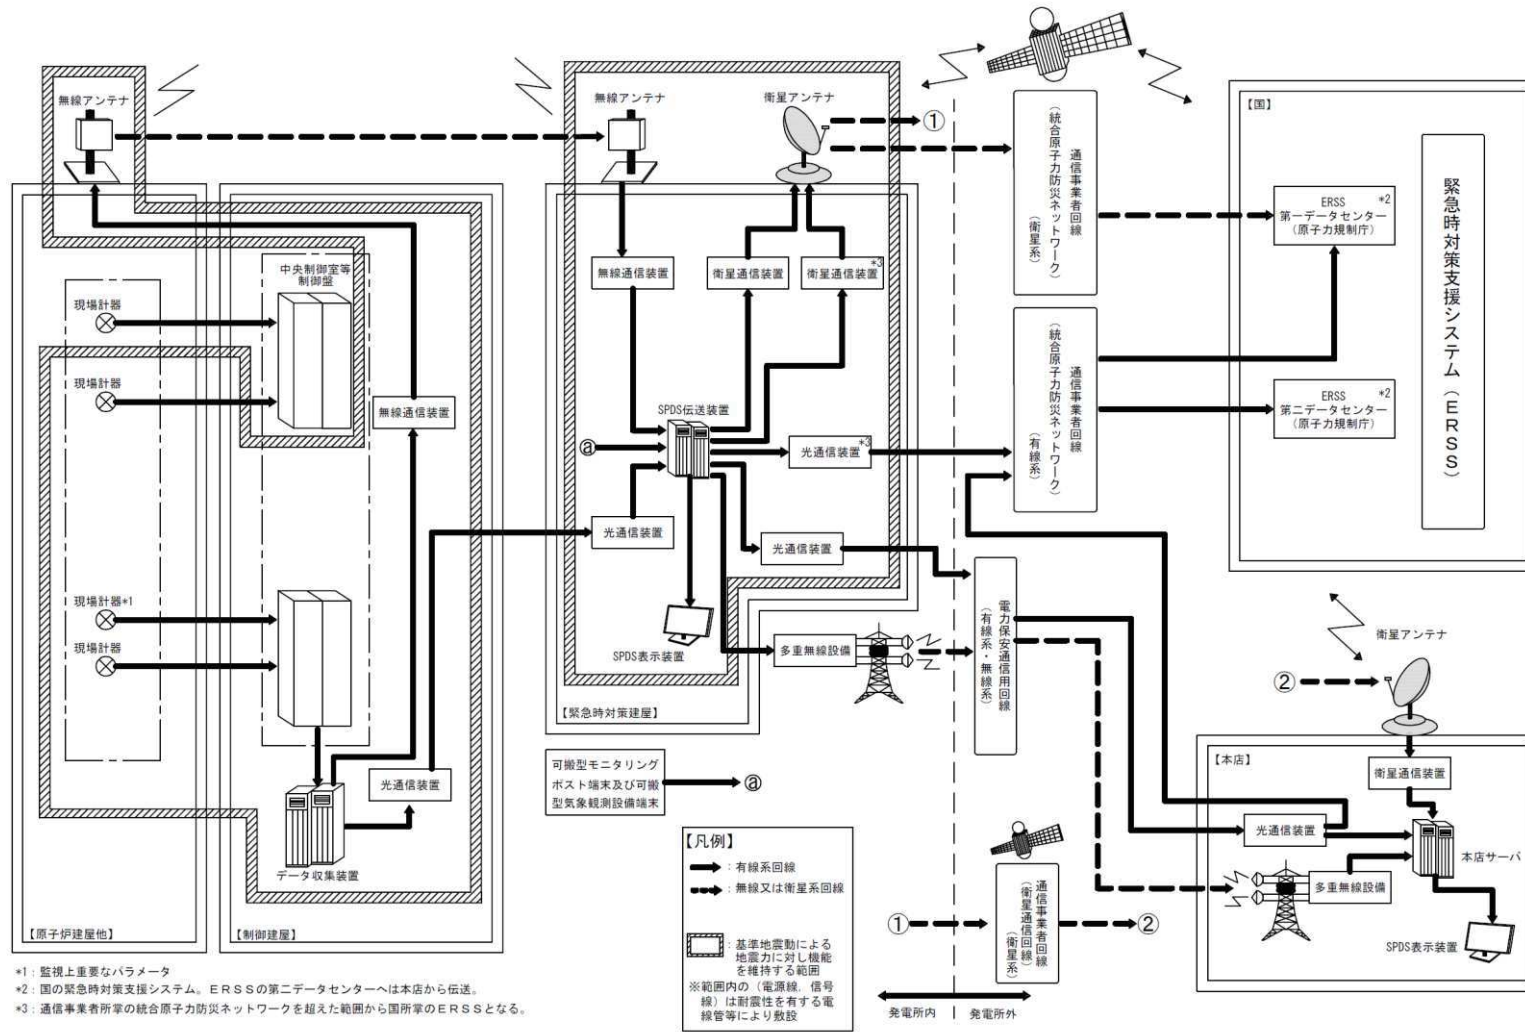 無線アンテナ
無線アンテナ
衛星アンテナ
①
通信事業者回線
(統合原子力防災ネットワーク)
(衛星系)
【国】
ERSS *2
第一データセンター
(原子力規制庁)
緊急時対策支援システム(ERSS)
中央制御室等
制御盤
現場計器
現場計器
無線通信装置
無線通信装置
衛星通信装置
衛星通信装置*3
通信事業者回線
(統合原子力防災ネットワーク)
(有線系)
ERSS *2
第二データセンター
(原子力規制庁)
SPDS伝送装置
ⓐ
光通信装置*3
光通信装置
光通信装置
現場計器*1
現場計器
SPDS表示装置
多重無線設備
電力保安通信用回線
(有線系・無線系)
衛星アンテナ
②
【緊急時対策建屋】
可搬型モニタリング
ポスト端末及び可搬
型気象観測設備端末
ⓐ
光通信装置
データ収集装置
【本店】
衛星通信装置
光通信装置
本店サーバ
多重無線設備
SPDS表示装置
【凡例】
:有線系回線
:無線又は衛星系回線
:基準地震動による
地震力に対し機能
を維持する範囲
※範囲内の(電源線,信号
線)は耐震性を有する電
線管等により敷設
①
通信事業者回線
(衛星通信回線)
(衛星系)
②
発電所内
発電所外
【原子炉建屋他】
【制御建屋】
*1:監視上重要なパラメータ
*2:国の緊急時対策支援システム。ERSSの第二データセンターへは本店から伝送。
*3:通信事業者所掌の統合原子力防災ネットワークを超えた範囲から国所掌のERSSとなる。